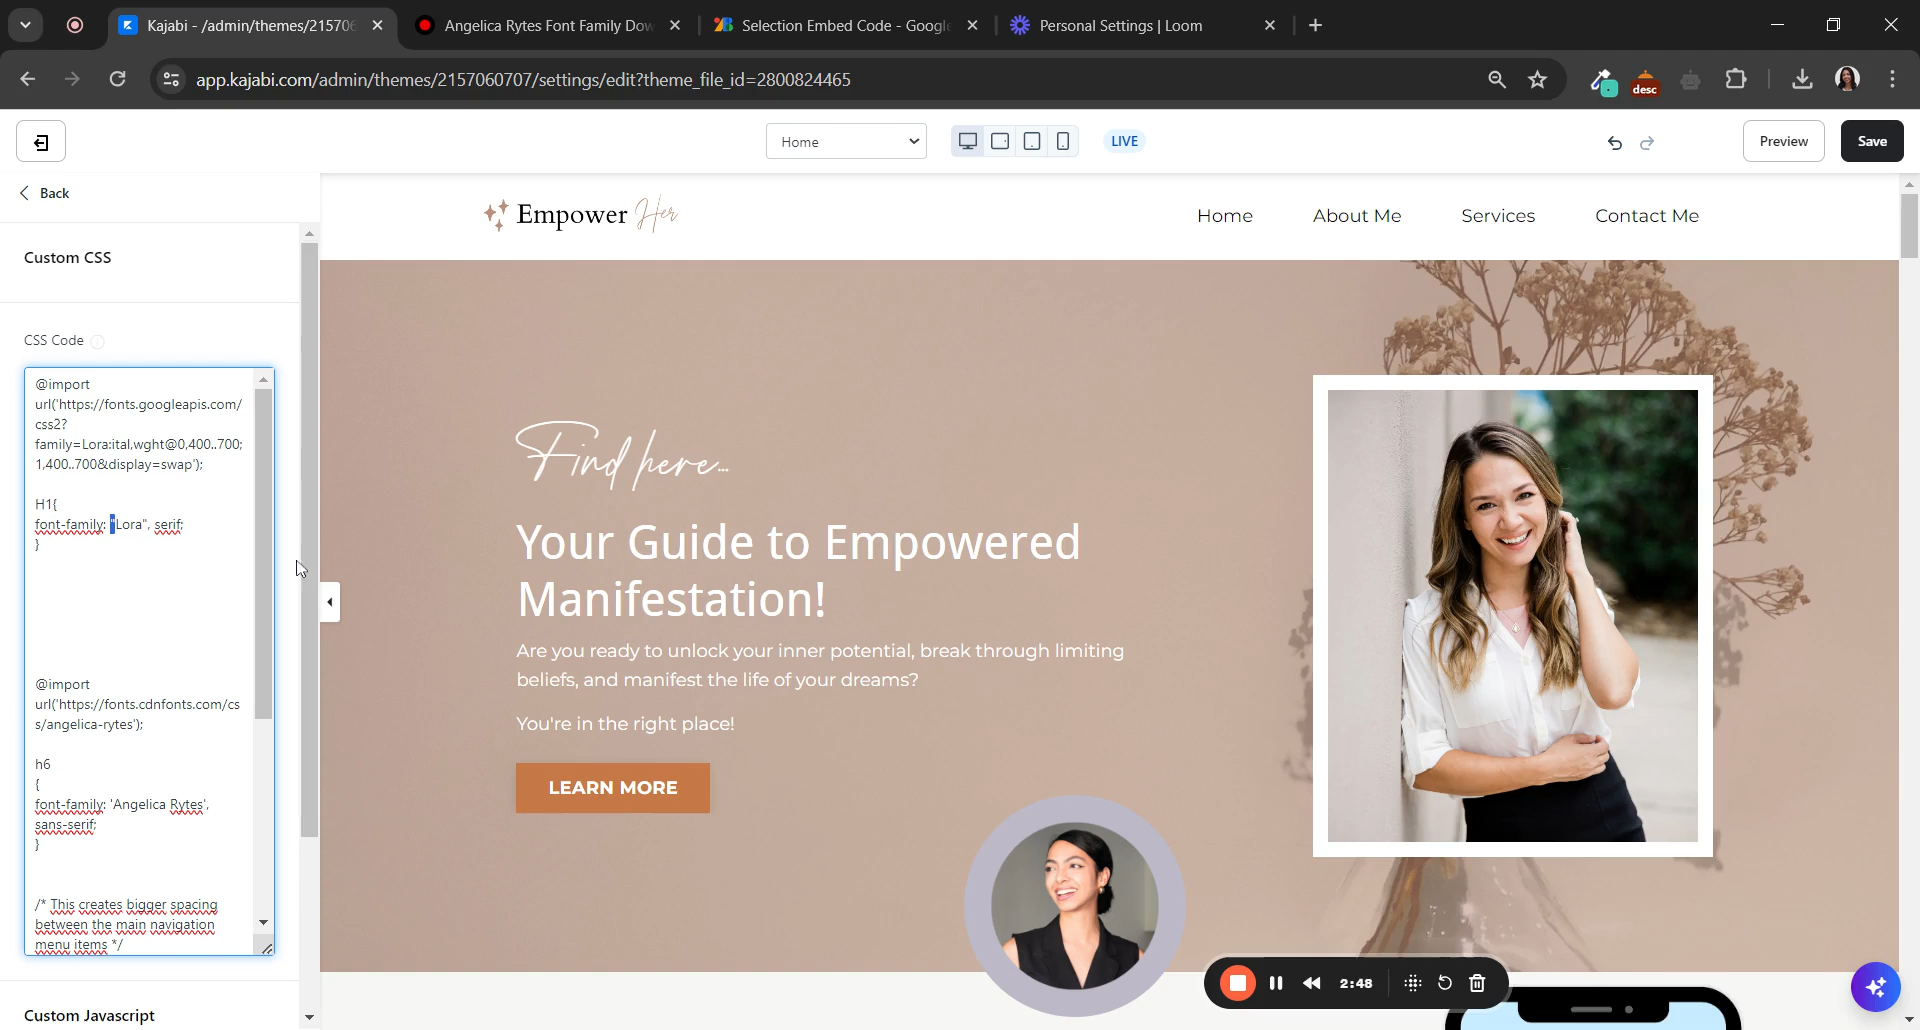 Kajabi - /admin/themes/215706
Angelica Rytes Font Family Dow
Selection Embed Code - Google
Personal Settings | Loom
app.kajabi.com/admin/themes/2157060707/settings/edit?theme_file_id=2800824465
desc
Home
LIVE
Preview
Save
Back
Custom CSS
CSS Code
@import
url('https://fonts.googleapis.com/
css2?
family=Lora:ital,wght@0,400..700;
1,400..700&display=swap');
H1{
font-family: "Lora", serif;
}
@import
url('https://fonts.cdnfonts.com/cs
s/angelica-rytes');
h6
{
font-family: 'Angelica Rytes',
sans-serif;
}
/* This creates bigger spacing
between the main navigation
menu items */
Custom Javascript
Empower Her
Home
About Me
Services
Contact Me
Find here...
Your Guide to Empowered
Manifestation!
Are you ready to unlock your inner potential, break through limiting
beliefs, and manifest the life of your dreams?
You're in the right place!
LEARN MORE
2:48